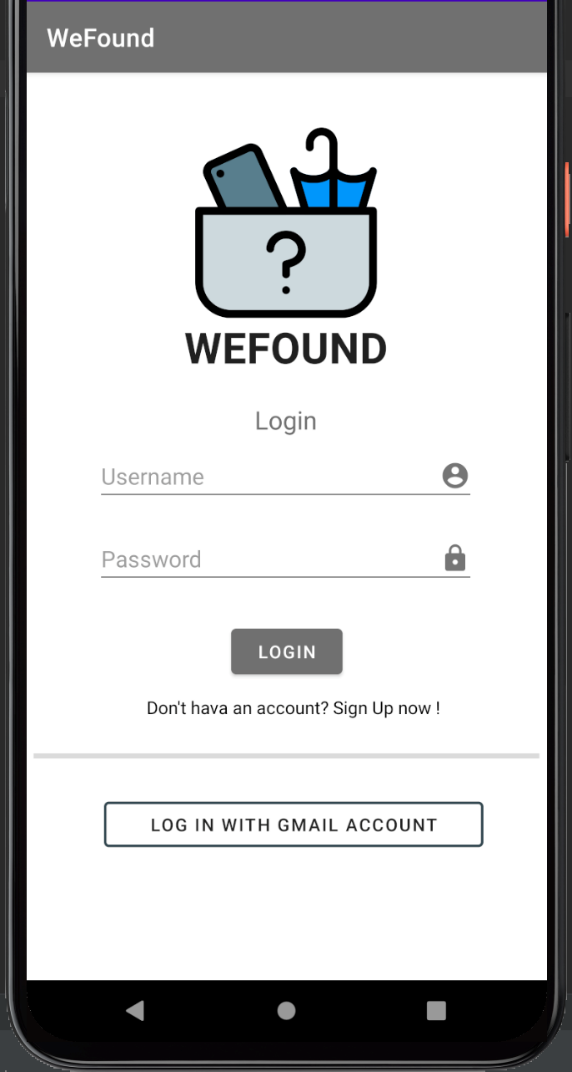 WeFound
?
WEFOUND
Login
Username
Password
LOGIN
Don't hava an account? Sign Up now !
LOG IN WITH GMAIL ACCOUNT